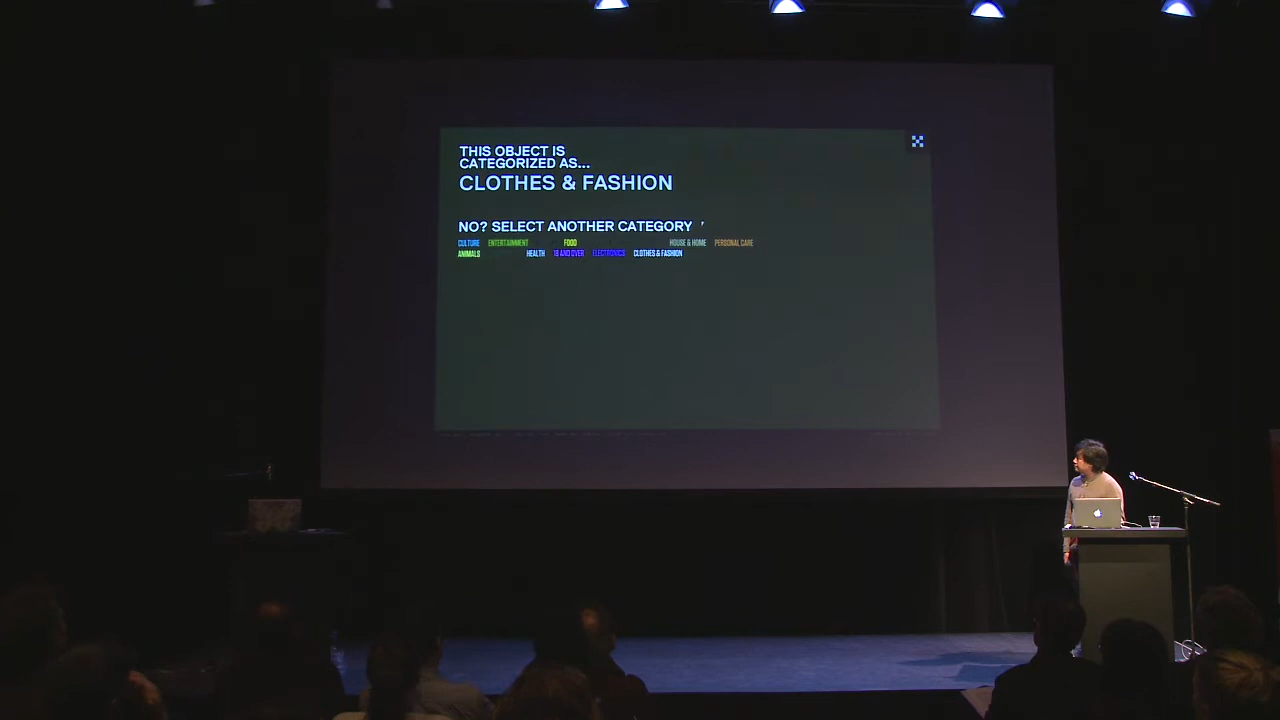 THIS OBJECT IS
CATEGORIZED AS...
CLOTHES & FASHION
NO? SELECT ANOTHER CATEGORY
CULTURE ENTERTAINMENT FOOD HOUSE & HOME PERSONAL CARE
ANIMALS HEALTH 18 AND OVER ELECTRONICS CLOTHES & FASHION